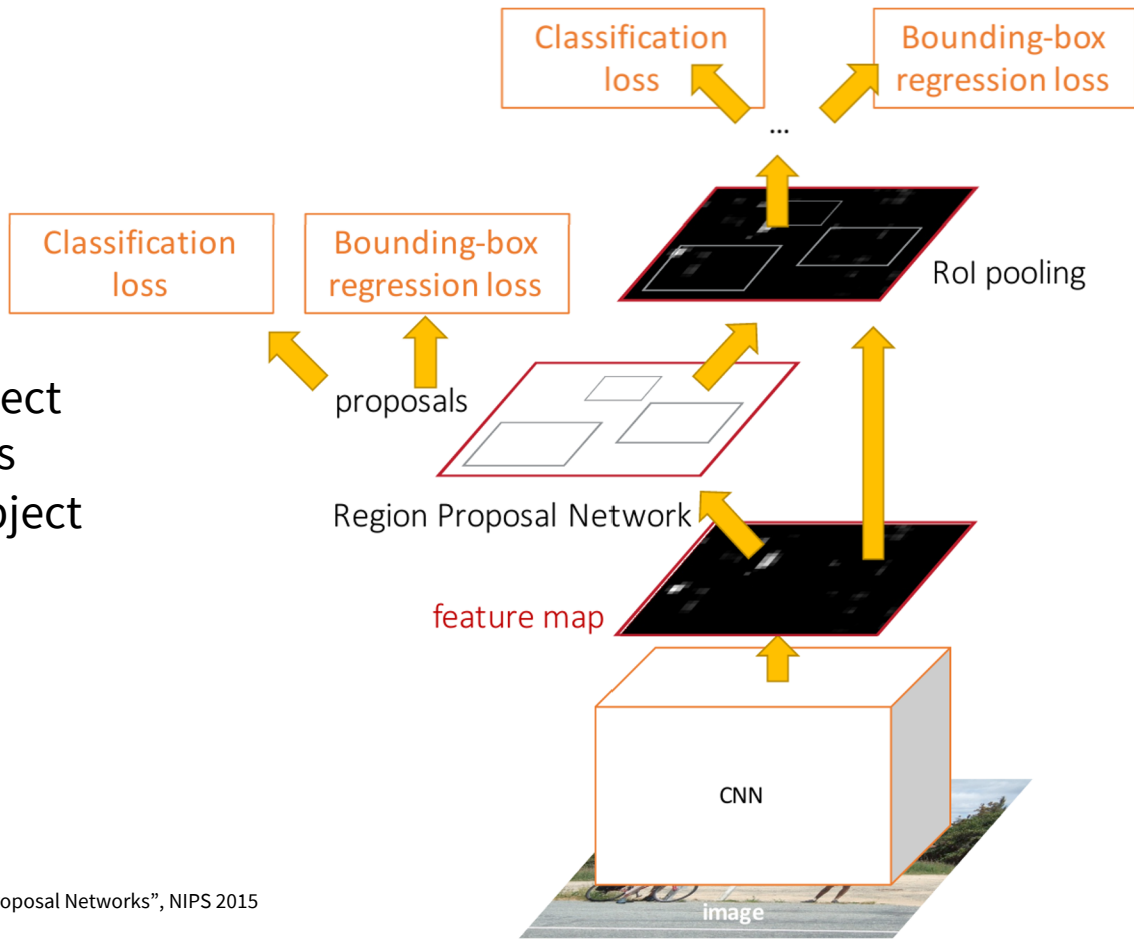 Classification
loss
Bounding-box
regression loss
...
Classification
loss
Bounding-box
regression loss
RoI pooling
proposals
ect
s
Region Proposal Network
oject
feature map
CNN
image
oposal Networks”, NIPS 2015